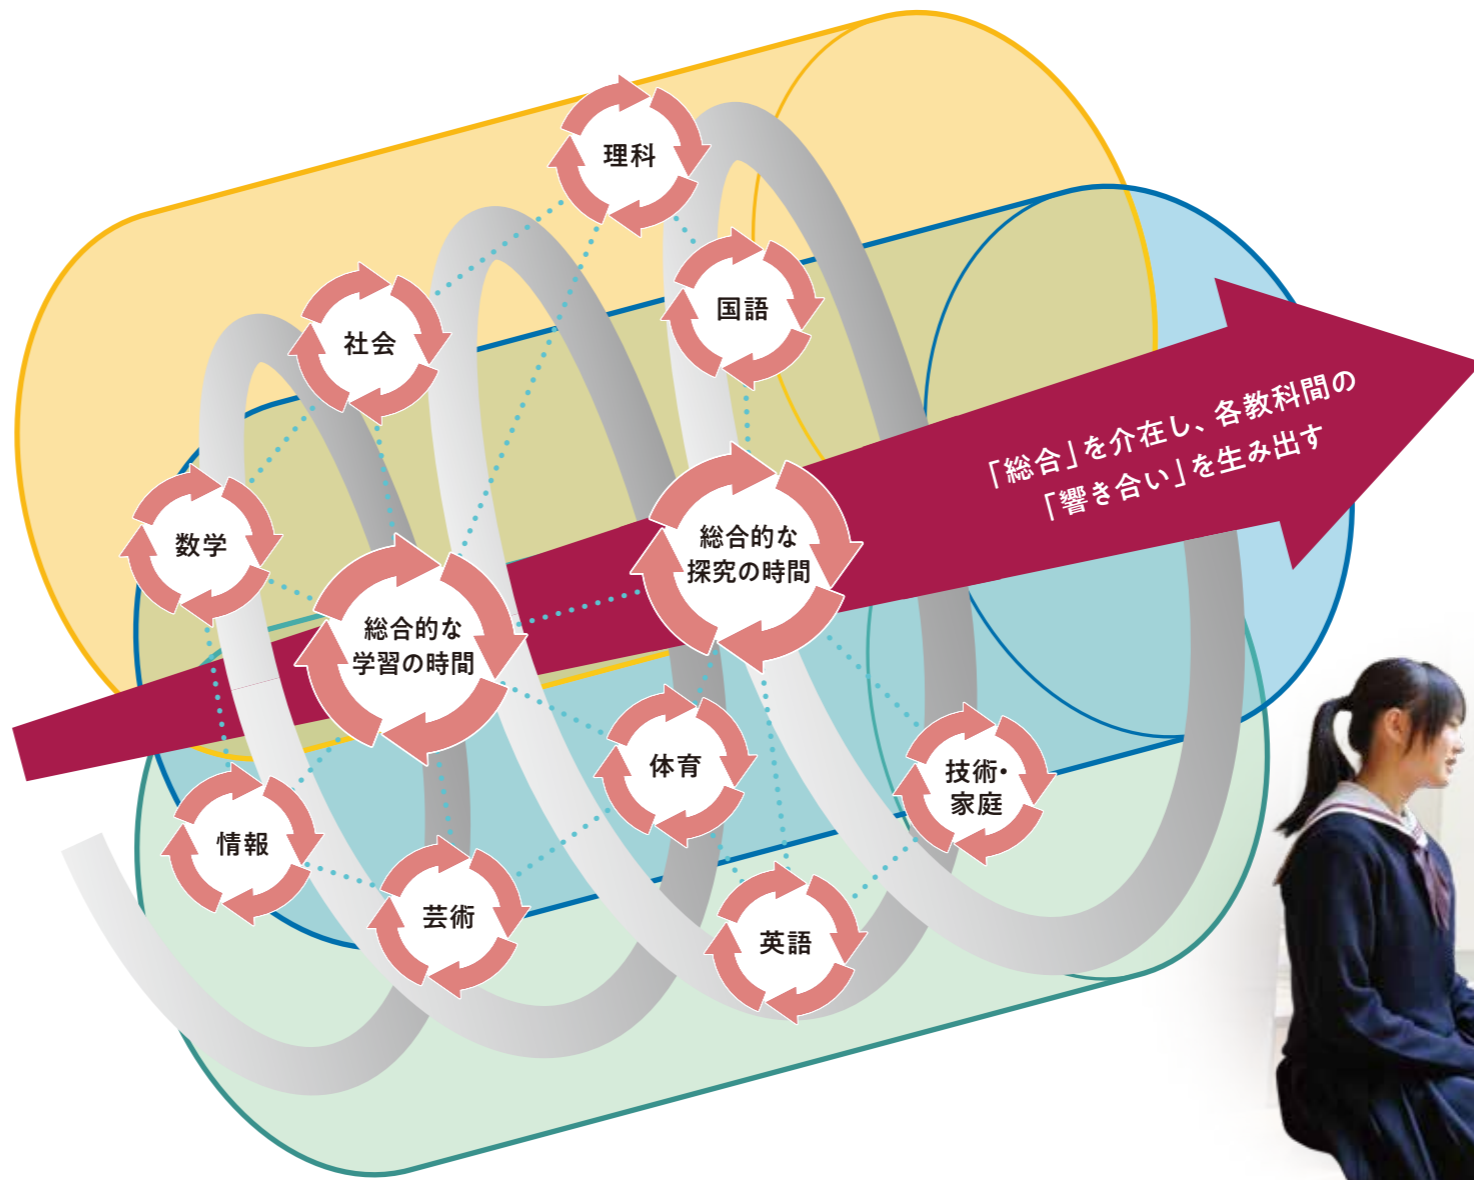 理科
国語
社会
「総合」を介在し、各教科間の
「響き合い」を生み出す
数学
総合的な
探究の時間
総合的な
学習の時間
体育
技術・
家庭
情報
芸術
英語